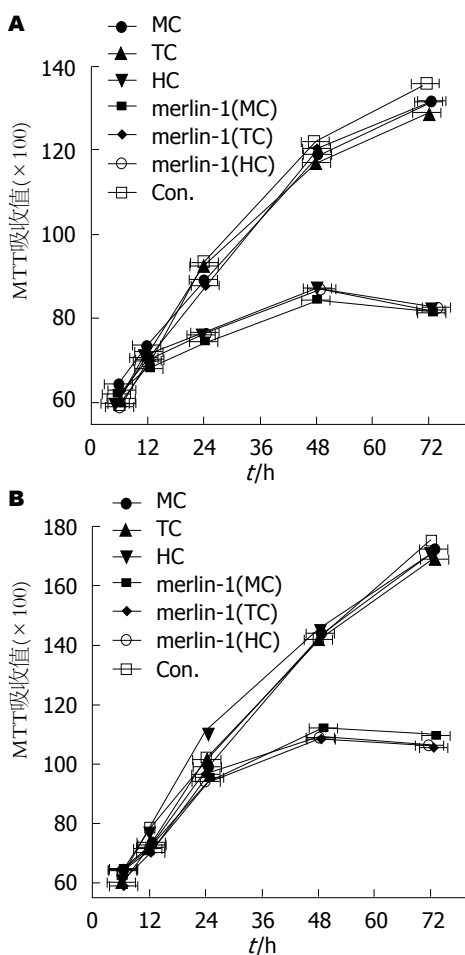 A
MC
TC
HC
merlin-1(MC)
merlin-1(TC)
merlin-1(HC)
Con.
MTT吸收值(×100)
140
120
100
80
60
0 12 24 36 48 60 72
t/h
B
MC
TC
HC
merlin-1(MC)
merlin-1(TC)
merlin-1(HC)
Con.
MTT吸收值(×100)
180
160
140
120
100
80
60
0 12 24 36 48 60 72
t/h